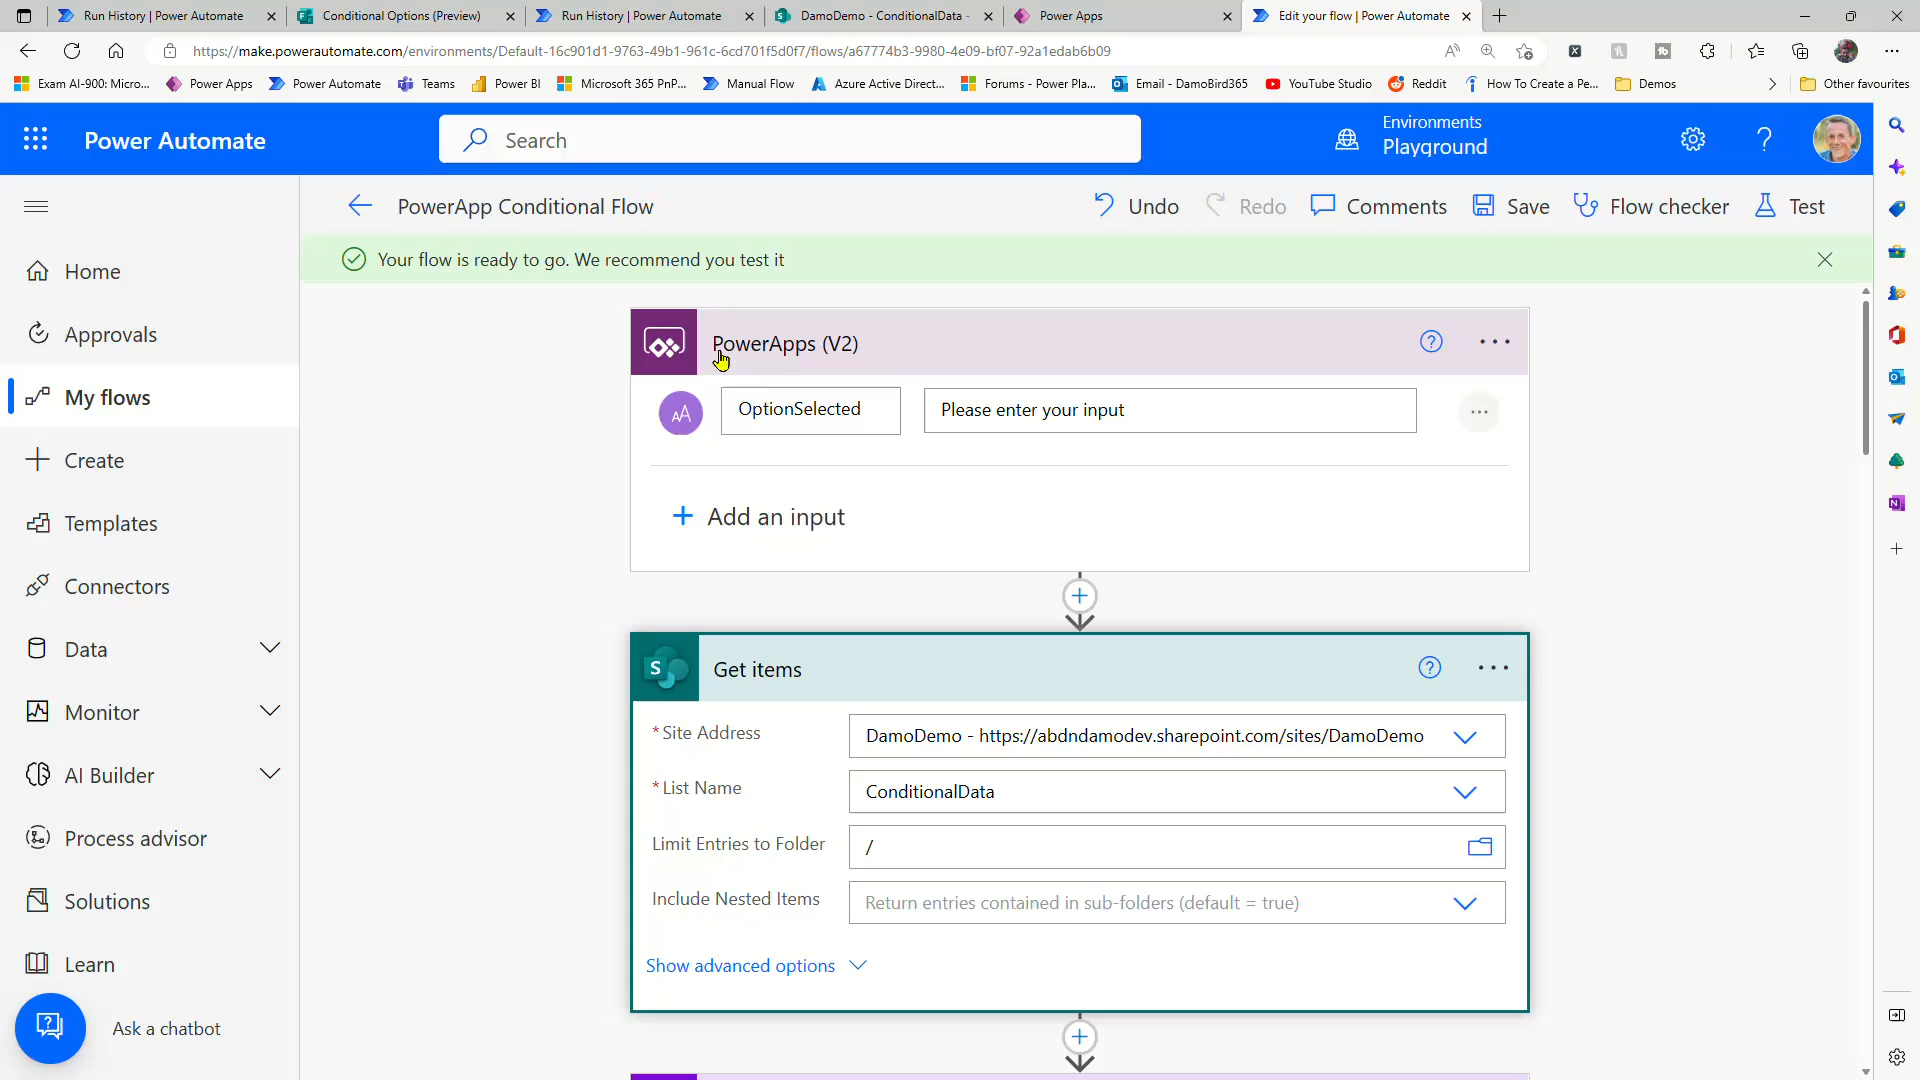 Run History | Power Automate
Conditional Options (Preview)
Run History | Power Automate
DamoDemo - ConditionalData -
Power Apps
Edit your flow | Power Automate
https://make.powerautomate.com/environments/Default-16c901d1-9763-49b1-961c-6cd701f5d0f7/flows/a67774b3-9980-4e09-bf07-92a1edab6b09
Exam AI-900: Micro...
Power Apps
Power Automate
Teams
Power BI
Microsoft 365 PnP...
Manual Flow
Azure Active Direct...
Forums - Power Pla...
Email - DamoBird365
YouTube Studio
Reddit
How To Create a Pe...
Demos
Other favourites
Power Automate
Search
Environments
Playground
PowerApp Conditional Flow
Undo
Redo
Comments
Save
Flow checker
Test
Your flow is ready to go. We recommend you test it
Home
Approvals
My flows
Create
Templates
Connectors
Data
Monitor
AI Builder
Process advisor
Solutions
Learn
Ask a chatbot
PowerApps (V2)
OptionSelected
Please enter your input
Add an input
Get items
* Site Address
DamoDemo - https://abdndamodev.sharepoint.com/sites/DamoDemo
* List Name
ConditionalData
Limit Entries to Folder
/
Include Nested Items
Return entries contained in sub-folders (default = true)
Show advanced options